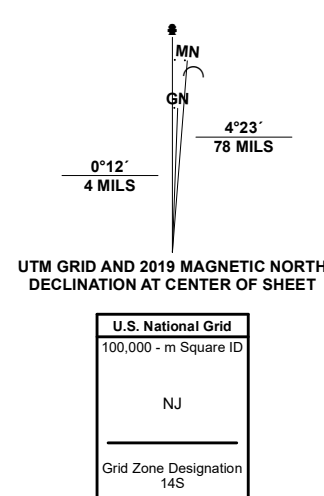 MN
GN
4°23´
78 MILS
0°12´
4 MILS
UTM GRID AND 2019 MAGNETIC NORTH
DECLINATION AT CENTER OF SHEET
U.S. National Grid
100,000 - m Square ID
NJ
Grid Zone Designation
14S